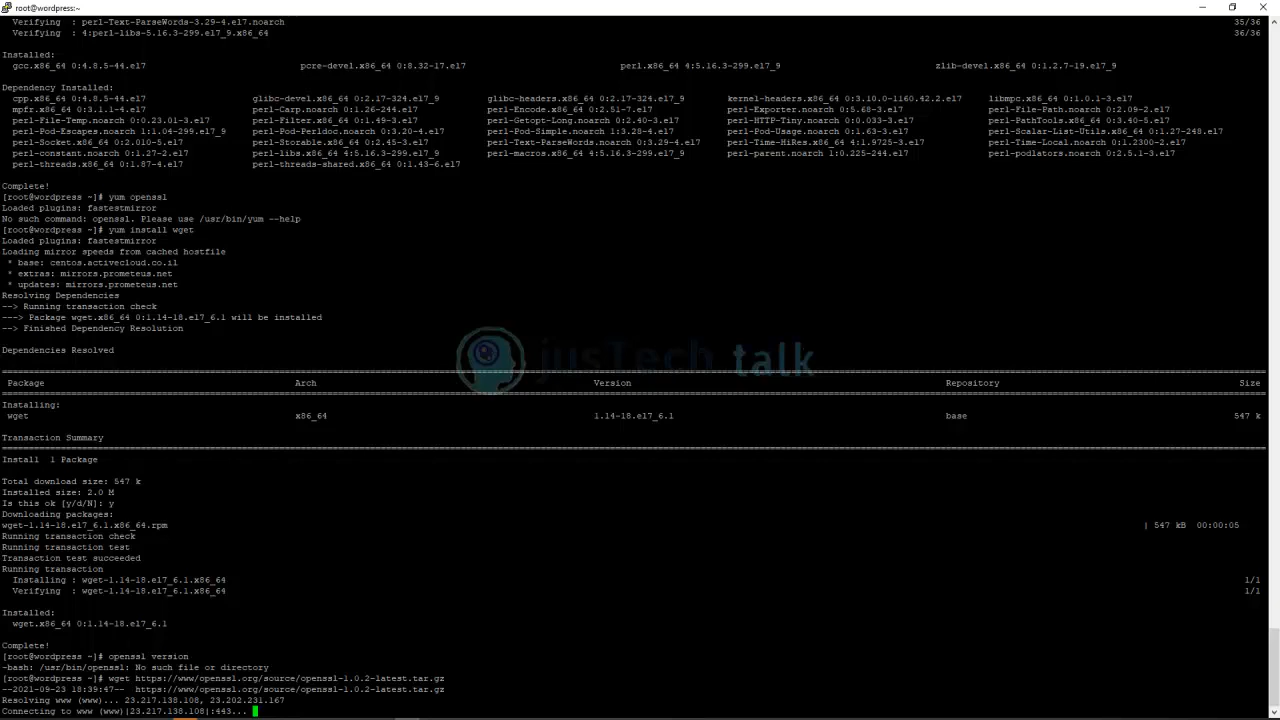 root@wordpress:~
Verifying : perl-Text-ParseWords-3.29-4.el7.noarch 35/36
Verifying : 4:perl-libs-5.16.3-299.el7_9.x86_64 36/36
Installed:
gcc.x86_64 0:4.8.5-44.el7 pcre-devel.x86_64 0:8.32-17.el7 perl.x86_64 4:5.16.3-299.el7_9 zlib-devel.x86_64 0:1.2.7-19.el7_9
Dependency Installed:
cpp.x86_64 0:4.8.5-44.el7 glibc-devel.x86_64 0:2.17-324.el7_9 glibc-headers.x86_64 0:2.17-324.el7_9 kernel-headers.x86_64 0:3.10.0-1160.42.2.el7 libmpc.x86_64 0:1.0.1-3.el7
mpfr.x86_64 0:3.1.1-4.el7 perl-Carp.noarch 0:1.26-244.el7 perl-Encode.x86_64 0:2.51-7.el7 perl-Exporter.noarch 0:5.68-3.el7 perl-File-Path.noarch 0:2.09-2.el7
perl-File-Temp.noarch 0:0.23.01-3.el7 perl-Filter.x86_64 0:1.49-3.el7 perl-Getopt-Long.noarch 0:2.40-3.el7 perl-HTTP-Tiny.noarch 0:0.033-3.el7 perl-PathTools.x86_64 0:3.40-5.el7
perl-Pod-Escapes.noarch 1:1.04-299.el7_9 perl-Pod-Perldoc.noarch 0:3.20-4.el7 perl-Pod-Simple.noarch 1:3.28-4.el7 perl-Pod-Usage.noarch 0:1.63-3.el7 perl-Scalar-List-Utils.x86_64 0:1.27-248.el7
perl-Socket.x86_64 0:2.010-5.el7 perl-Storable.x86_64 0:2.45-3.el7 perl-Text-ParseWords.noarch 0:3.29-4.el7 perl-Time-HiRes.x86_64 4:1.9725-3.el7 perl-Time-Local.noarch 0:1.2300-2.el7
perl-constant.noarch 0:1.27-2.el7 perl-libs.x86_64 4:5.16.3-299.el7_9 perl-macros.x86_64 4:5.16.3-299.el7_9 perl-parent.noarch 1:0.225-244.el7 perl-podlators.noarch 0:2.5.1-3.el7
perl-threads.x86_64 0:1.87-4.el7 perl-threads-shared.x86_64 0:1.43-6.el7
Complete!
[root@wordpress ~]# yum openssl
Loaded plugins: fastestmirror
No such command: openssl. Please use /usr/bin/yum --help
[root@wordpress ~]# yum install wget
Loaded plugins: fastestmirror
Loading mirror speeds from cached hostfile
* base: centos.activecloud.co.il
* extras: mirrors.prometeus.net
* updates: mirrors.prometeus.net
Resolving Dependencies
--> Running transaction check
---> Package wget.x86_64 0:1.14-18.el7_6.1 will be installed
--> Finished Dependency Resolution
Dependencies Resolved
jusTech talk
Package Arch Version Repository Size
Installing:
wget x86_64 1.14-18.el7_6.1 base 547 k
Transaction Summary
Install 1 Package
Total download size: 547 k
Installed size: 2.0 M
Is this ok [y/d/N]: y
Downloading packages:
wget-1.14-18.el7_6.1.x86_64.rpm | 547 kB 00:00:05
Running transaction check
Running transaction test
Transaction test succeeded
Running transaction
Installing : wget-1.14-18.el7_6.1.x86_64 1/1
Verifying : wget-1.14-18.el7_6.1.x86_64 1/1
Installed:
wget.x86_64 0:1.14-18.el7_6.1
Complete!
[root@wordpress ~]# openssl version
-bash: /usr/bin/openssl: No such file or directory
[root@wordpress ~]# wget https://www/openssl.org/source/openssl-1.0.2-latest.tar.gz
--2021-09-23 18:39:47-- https://www/openssl.org/source/openssl-1.0.2-latest.tar.gz
Resolving www (www)... 23.217.138.108, 23.202.231.167
Connecting to www (www)|23.217.138.108|:443...